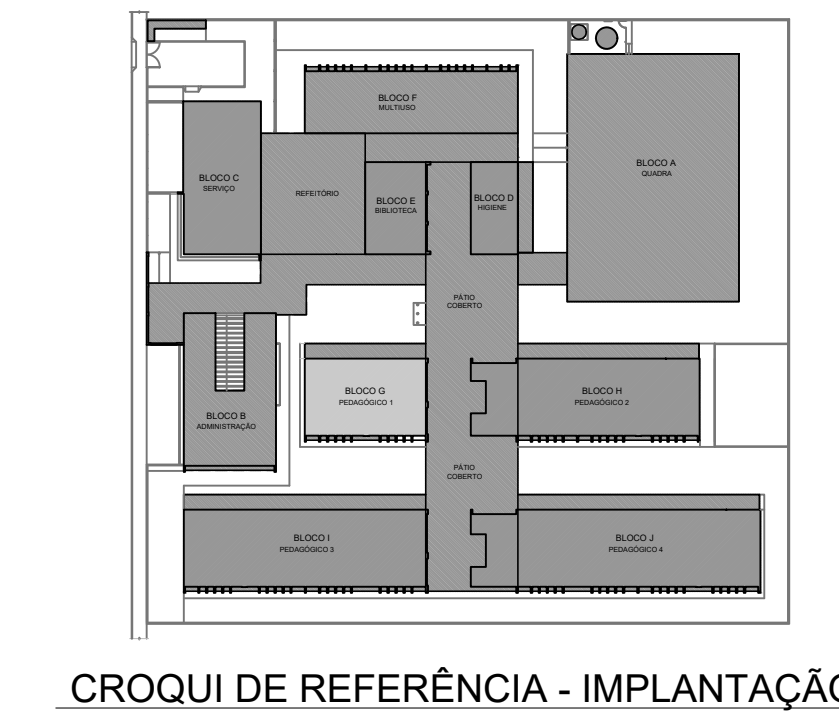 BLOCO F
MULTIUSO
BLOCO A
QUADRA
BLOCO C
SERVIÇO
REFEITÓRIO
BLOCO E
BIBLIOTECA
BLOCO D
HIGIENE
PÁTIO
COBERTO
BLOCO G
PEDAGÓGICO 1
BLOCO H
PEDAGÓGICO 2
BLOCO B
ADMINISTRAÇÃO
PÁTIO
COBERTO
BLOCO I
PEDAGÓGICO 3
BLOCO J
PEDAGÓGICO 4
CROQUI DE REFERÊNCIA - IMPLANTAÇÃO